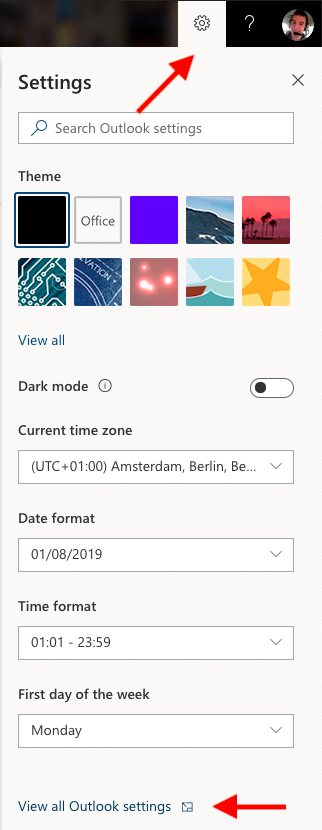 ?
Settings
Search Outlook settings
Theme
Office
VATION
View all
Dark mode
Current time zone
(UTC+01:00) Amsterdam, Berlin, Be...
Date format
01/08/2019
Time format
01:01 - 23:59
First day of the week
Monday
View all Outlook settings